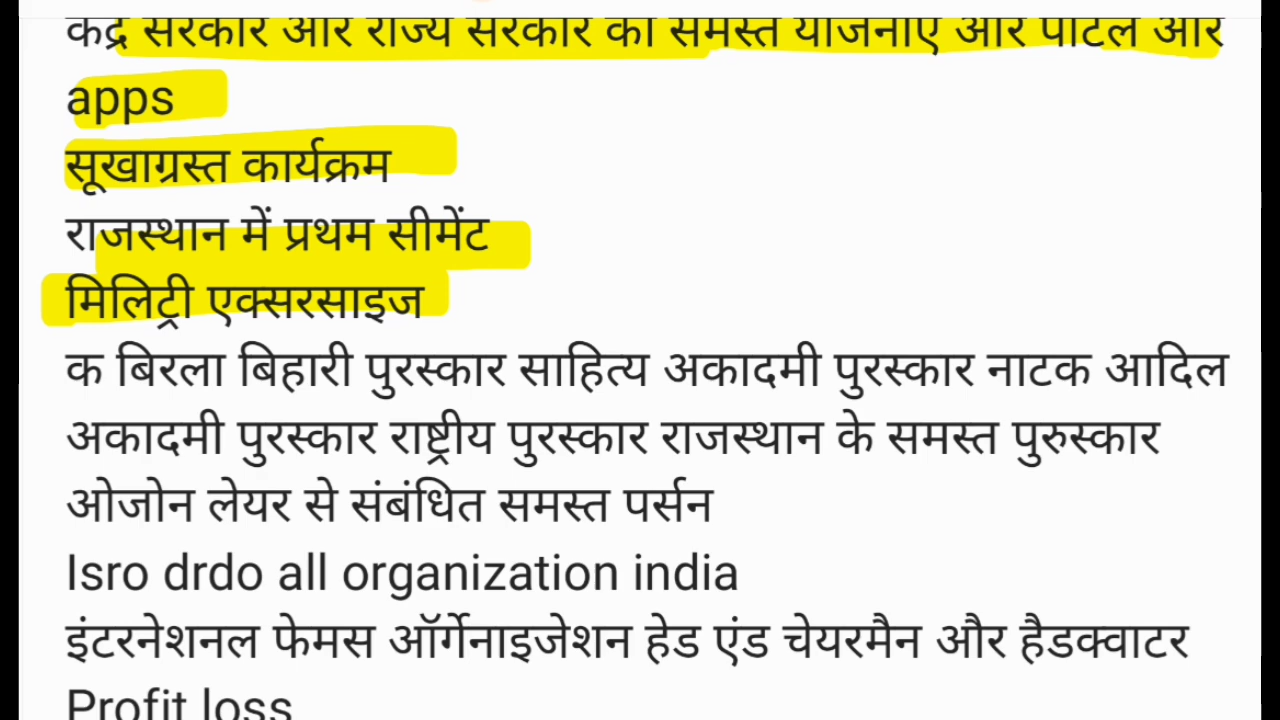 केंद्र सरकार और राज्य सरकार की समस्त योजनाएं और पोर्टल और
apps
सूखाग्रस्त कार्यक्रम
राजस्थान में प्रथम सीमेंट
मिलिट्री एक्सरसाइज
क बिरला बिहारी पुरस्कार साहित्य अकादमी पुरस्कार नाटक आदिल
अकादमी पुरस्कार राष्ट्रीय पुरस्कार राजस्थान के समस्त पुरुस्कार
ओजोन लेयर से संबंधित समस्त पर्सन
Isro drdo all organization india
इंटरनेशनल फेमस ऑर्गेनाइजेशन हेड एंड चेयरमैन और हैडक्वाटर
Profit loss